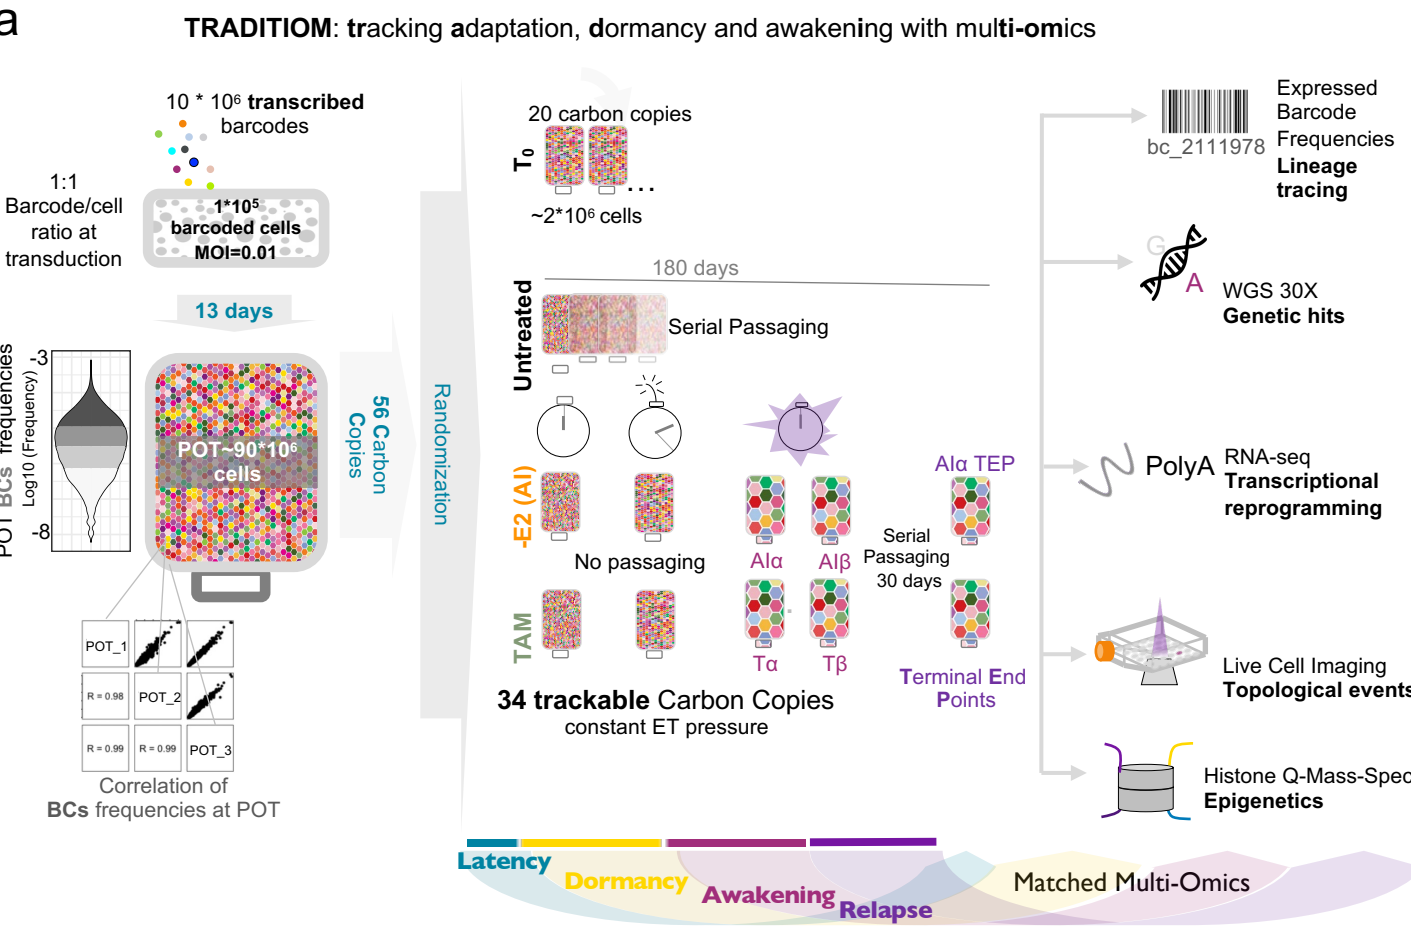 a
TRADITIOM: tracking adaptation, dormancy and awakening with multi-omics
10 * 10⁶ transcribed
barcodes
1:1
Barcode/cell
ratio at
transduction
1*10⁵
barcoded cells
MOI=0.01
13 days
POT BCs frequencies
Log10 (Frequency)
-3
-8
POT~90*10⁶
cells
56 Carbon
Copies
Randomization
POT_1
R = 0.98
POT_2
R = 0.99
R = 0.99
POT_3
Correlation of
BCs frequencies at POT
20 carbon copies
T₀
...
~2*10⁶ cells
180 days
Untreated
Serial Passaging
-E2 (AI)
No passaging
TAM
AIα
AIβ
Tα
Tβ
AIα TEP
Serial
Passaging
30 days
Terminal End
Points
34 trackable Carbon Copies
constant ET pressure
bc_2111978
Expressed
Barcode
Frequencies
Lineage
tracing
G
A
WGS 30X
Genetic hits
PolyA
RNA-seq
Transcriptional
reprogramming
Live Cell Imaging
Topological events
Histone Q-Mass-Spec
Epigenetics
Latency
Dormancy
Awakening
Relapse
Matched Multi-Omics